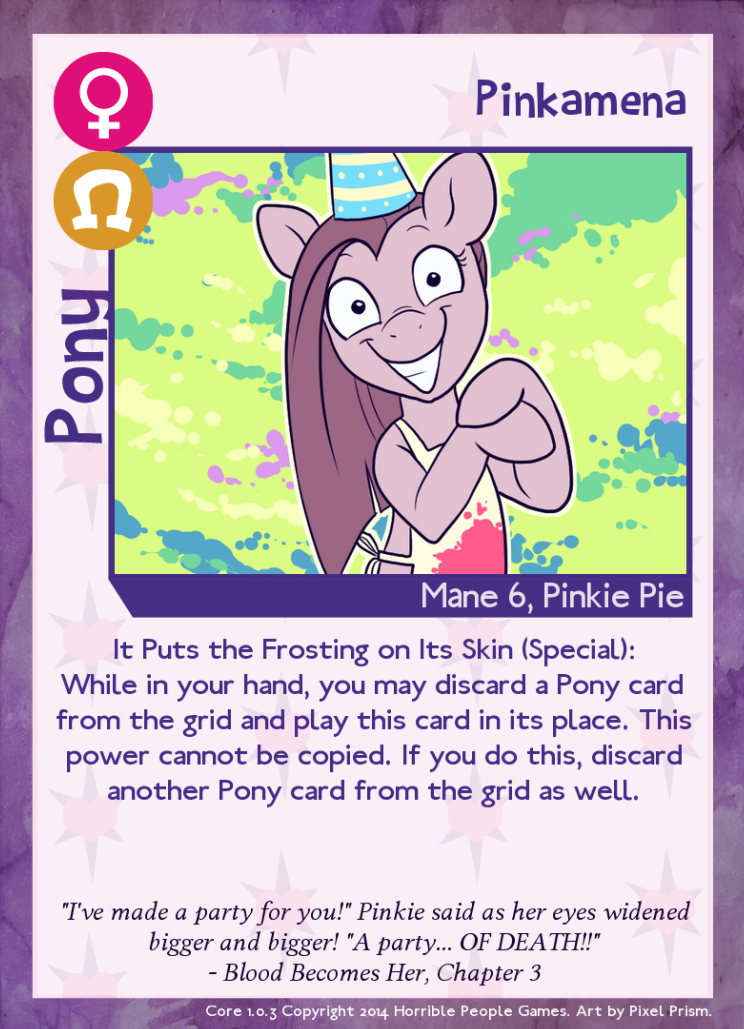 Pinkamena
Pony
Mane 6, Pinkie Pie
It Puts the Frosting on Its Skin (Special):
While in your hand, you may discard a Pony card
from the grid and play this card in its place. This
power cannot be copied. If you do this, discard
another Pony card from the grid as well.
"I've made a party for you!" Pinkie said as her eyes widened
bigger and bigger! "A party... OF DEATH!!"
- Blood Becomes Her, Chapter 3
Core 1.0.3 Copyright 2014 Horrible People Games. Art by Pixel Prism.